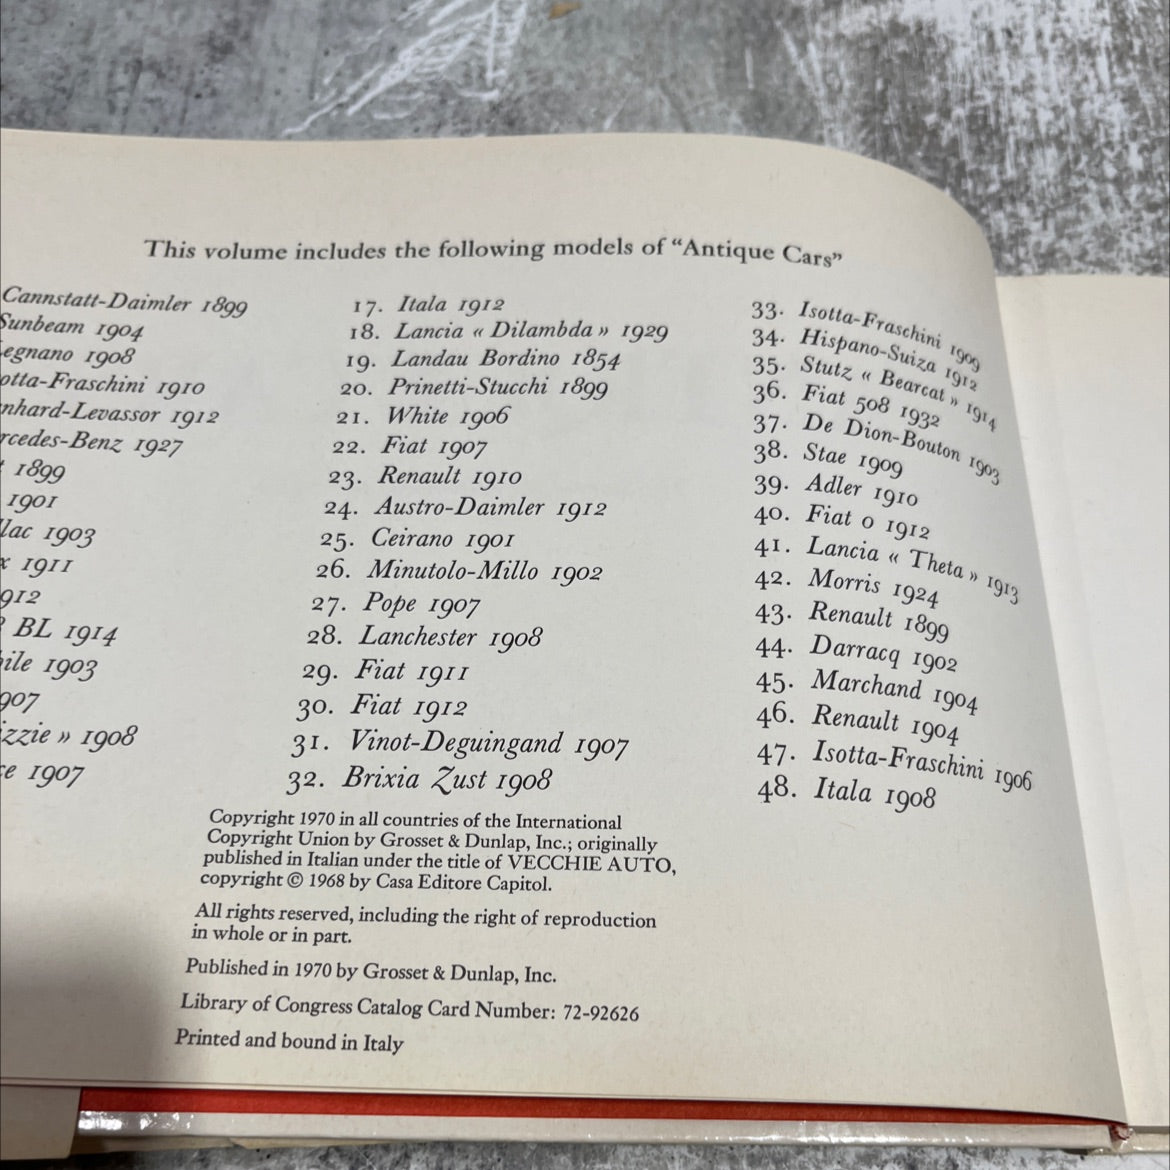 This volume includes the following models of “Antique Cars”
Cannstatt-Daimler 1899
Sunbeam 1904
egnano 1908
otta-Fraschini 1910
nhard-Levassor 1912
rcedes-Benz 1927
1899
1901
llac 1903
x 1911
912
BL 1914
ile 1903
907
izzie » 1908
ce 1907
17. Itala 1912
18. Lancia « Dilambda » 1929
19. Landau Bordino 1854
20. Prinetti-Stucchi 1899
21. White 1906
22. Fiat 1907
23. Renault 1910
24. Austro-Daimler 1912
25. Ceirano 1901
26. Minutolo-Millo 1902
27. Pope 1907
28. Lanchester 1908
29. Fiat 1911
30. Fiat 1912
31. Vinot-Deguingand 1907
32. Brixia Zust 1908
33. Isotta-Fraschini 1909
34. Hispano-Suiza 1912
35. Stutz « Bearcat » 1914
36. Fiat 508 1932
37. De Dion-Bouton 1903
38. Stae 1909
39. Adler 1910
40. Fiat 0 1912
41. Lancia « Theta » 1913
42. Morris 1924
43. Renault 1899
44. Darracq 1902
45. Marchand 1904
46. Renault 1904
47. Isotta-Fraschini 1906
48. Itala 1908
Copyright 1970 in all countries of the International
Copyright Union by Grosset & Dunlap, Inc.; originally
published in Italian under the title of VECCHIE AUTO,
copyright © 1968 by Casa Editore Capitol.
All rights reserved, including the right of reproduction
in whole or in part.
Published in 1970 by Grosset & Dunlap, Inc.
Library of Congress Catalog Card Number: 72-92626
Printed and bound in Italy